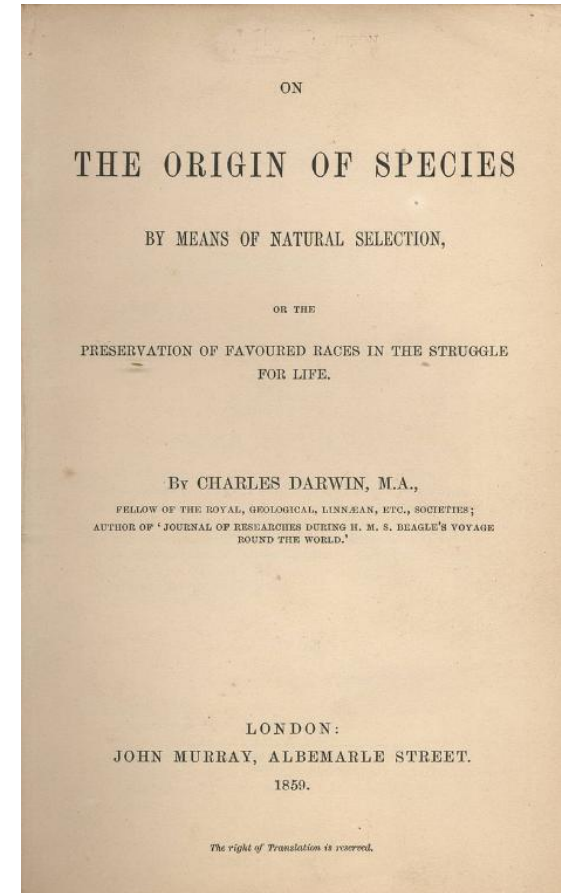 ON
THE ORIGIN OF SPECIES
BY MEANS OF NATURAL SELECTION,
OR THE
PRESERVATION OF FAVOURED RACES IN THE STRUGGLE
FOR LIFE.
By CHARLES DARWIN, M.A.,
FELLOW OF THE ROYAL, GEOLOGICAL, LINNÆAN, ETC., SOCIETIES;
AUTHOR OF 'JOURNAL OF RESEARCHES DURING H. M. S. BEAGLE'S VOYAGE
ROUND THE WORLD.'
LONDON:
JOHN MURRAY, ALBEMARLE STREET.
1859.
The right of Translation is reserved.